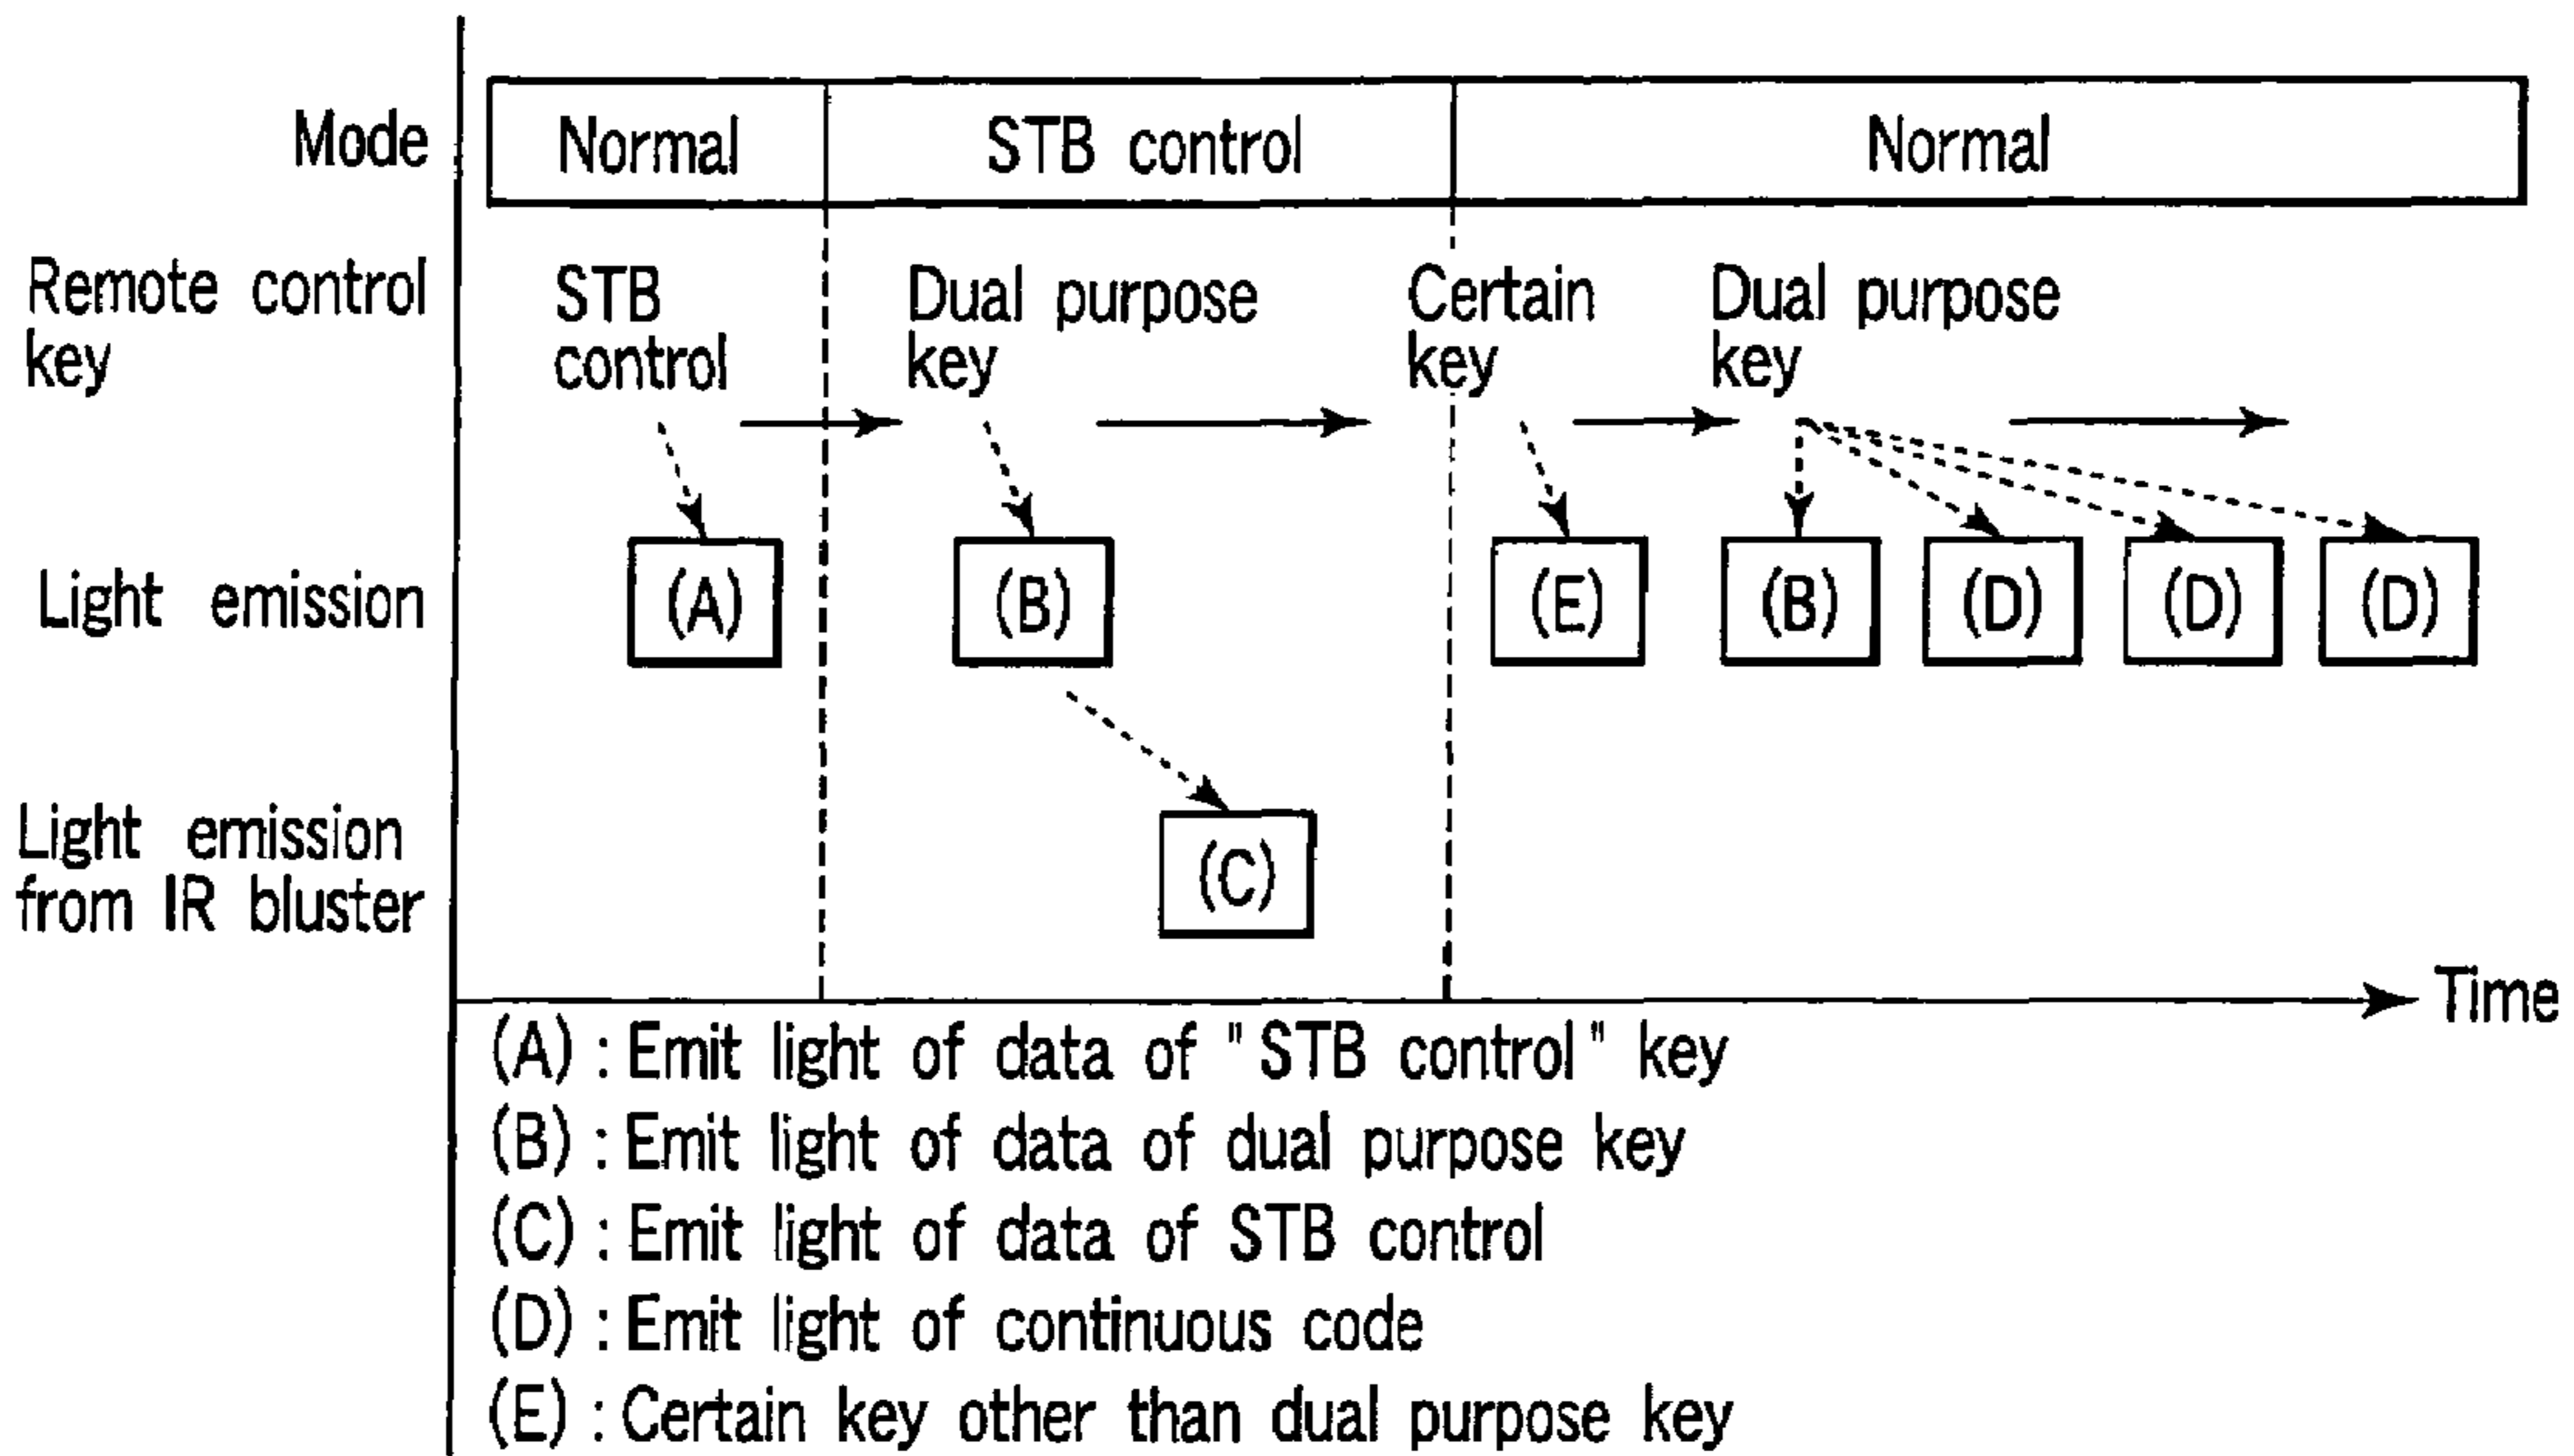 Mode
Normal
STB control
Normal
Remote control
key
STB
control
Dual purpose
key
Certain
key
Dual purpose
key
Light emission
(A)
(B)
(E)
(B)
(D)
(D)
(D)
Light emission
from IR bluster
(C)
Time
(A) : Emit light of data of "STB control" key
(B) : Emit light of data of dual purpose key
(C) : Emit light of data of STB control
(D) : Emit light of continuous code
(E) : Certain key other than dual purpose key